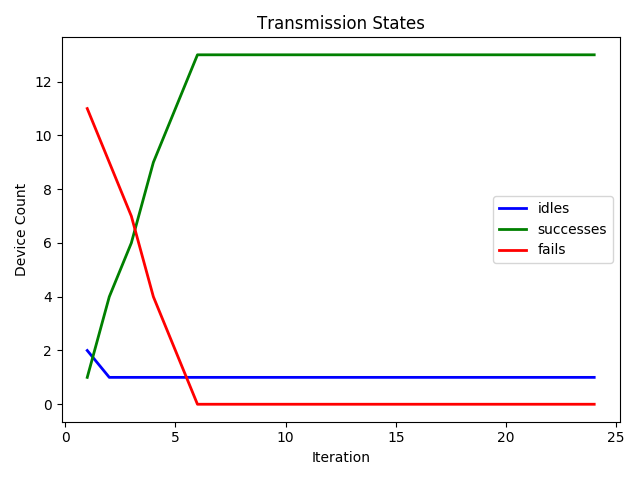 Transmission States
Device Count
12
10
8
6
4
2
0
idles
successes
fails
0 5 10 15 20 25
Iteration